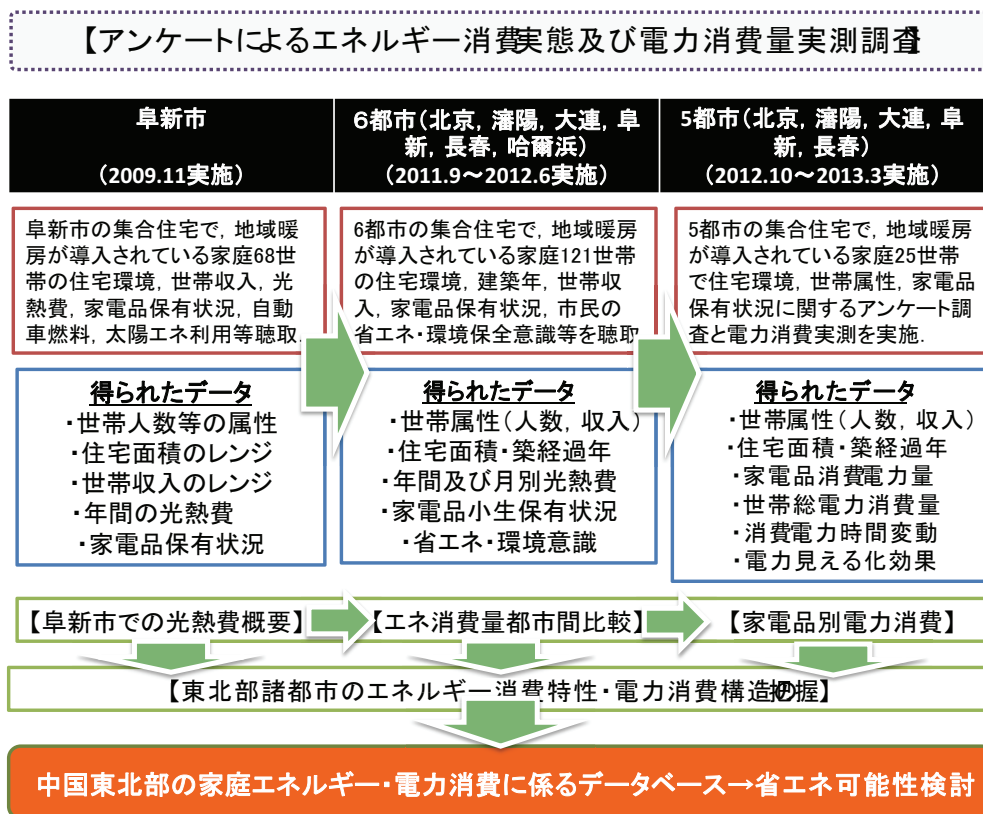 【アンケートによるエネルギー消費実態及び電力消費量実測調査】
阜新市
(2009.11実施)
6都市(北京, 瀋陽, 大連, 阜
新, 長春, 哈爾浜)
(2011.9～2012.6実施)
5都市(北京, 瀋陽, 大連, 阜
新, 長春)
(2012.10～2013.3実施)
阜新市の集合住宅で, 地域暖
房が導入されている家庭68世
帯の住宅環境, 世帯収入, 光
熱費, 家電品保有状況, 自動
車燃料, 太陽エネ利用等聴取.
6都市の集合住宅で, 地域暖房
が導入されている家庭121世帯
の住宅環境, 建築年, 世帯収
入, 家電品保有状況, 市民の
省エネ・環境保全意識等を聴取
5都市の集合住宅で, 地域暖房
が導入されている家庭25世帯
で住宅環境, 世帯属性, 家電品
保有状況に関するアンケート調
査と電力消費実測を実施.
得られたデータ
・世帯人数等の属性
・住宅面積のレンジ
・世帯収入のレンジ
・年間の光熱費
・家電品保有状況
得られたデータ
・世帯属性(人数, 収入)
・住宅面積・築経過年
・年間及び月別光熱費
・家電品小生保有状況
・省エネ・環境意識
得られたデータ
・世帯属性(人数, 収入)
・住宅面積・築経過年
・家電品消費電力量
・世帯総電力消費量
・消費電力時間変動
・電力見える化効果
【阜新市での光熱費概要】
【エネ消費量都市間比較】
【家電品別電力消費】
【東北部諸都市のエネルギー消費特性・電力消費構造の把握】
中国東北部の家庭エネルギー・電力消費に係るデータベース→省エネ可能性検討